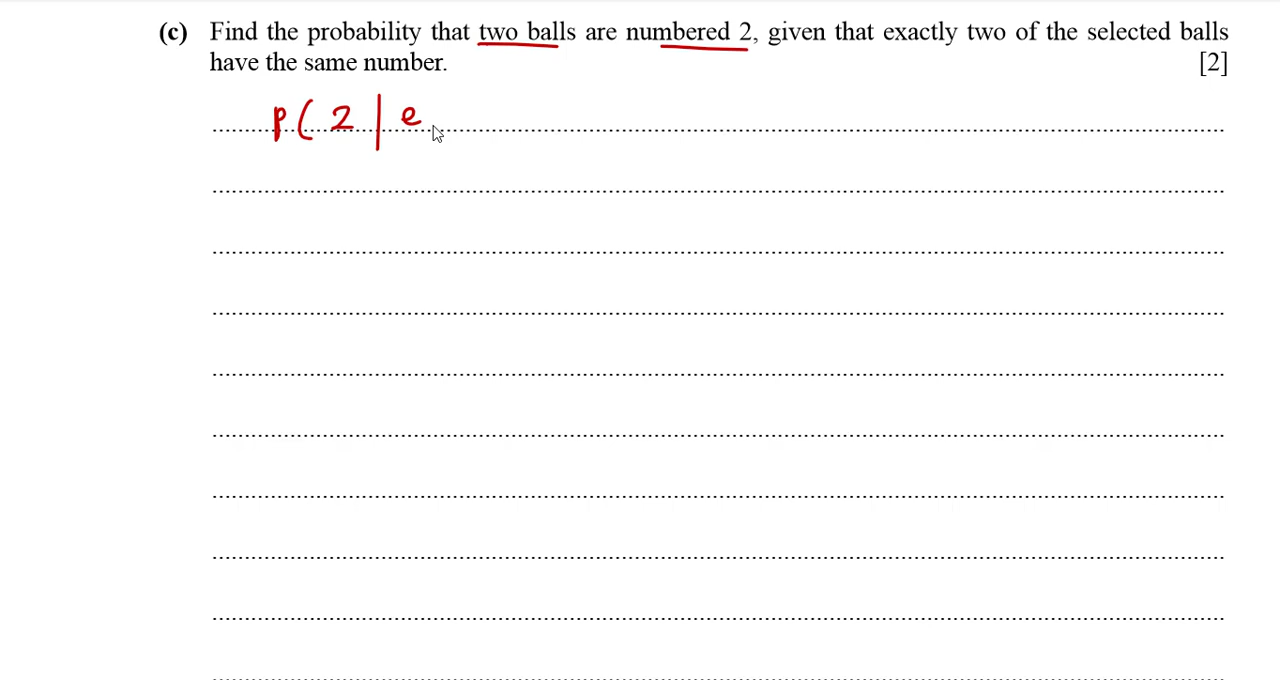 (c) Find the probability that two balls are numbered 2, given that exactly two of the selected balls
have the same number. [2]
P(2|e